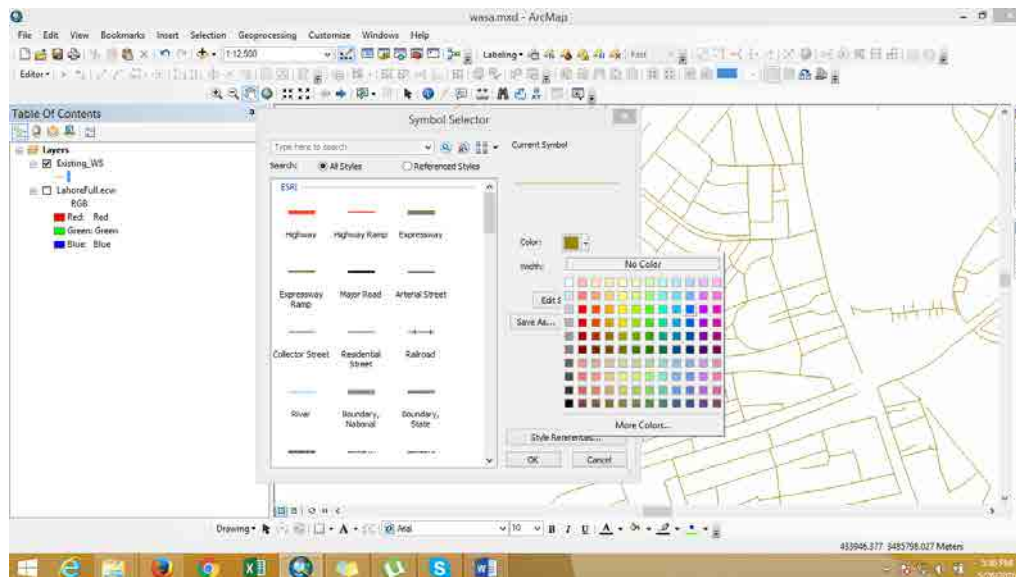 wasa.mxd - ArcMap
File Edit View Bookmarks Insert Selection Geoprocessing Customize Windows Help
1:12,500
Labeling
Fast
Editor
Table Of Contents
Layers
Existing_WS
LahoreFull.ecw
RGB
Red: Red
Green: Green
Blue: Blue
Symbol Selector
Type here to search
Search: All Styles Referenced Styles
ESRI
Highway Highway Ramp Expressway
Expressway Ramp Major Road Arterial Street
Collector Street Residential Street Railroad
River Boundary, National Boundary, State
Current Symbol
Color:
Width:
No Color
Edit S
Save As...
More Colors...
Style References...
OK Cancel
Drawing A Arial 10 B I U A
433946.377 3485798.027 Meters